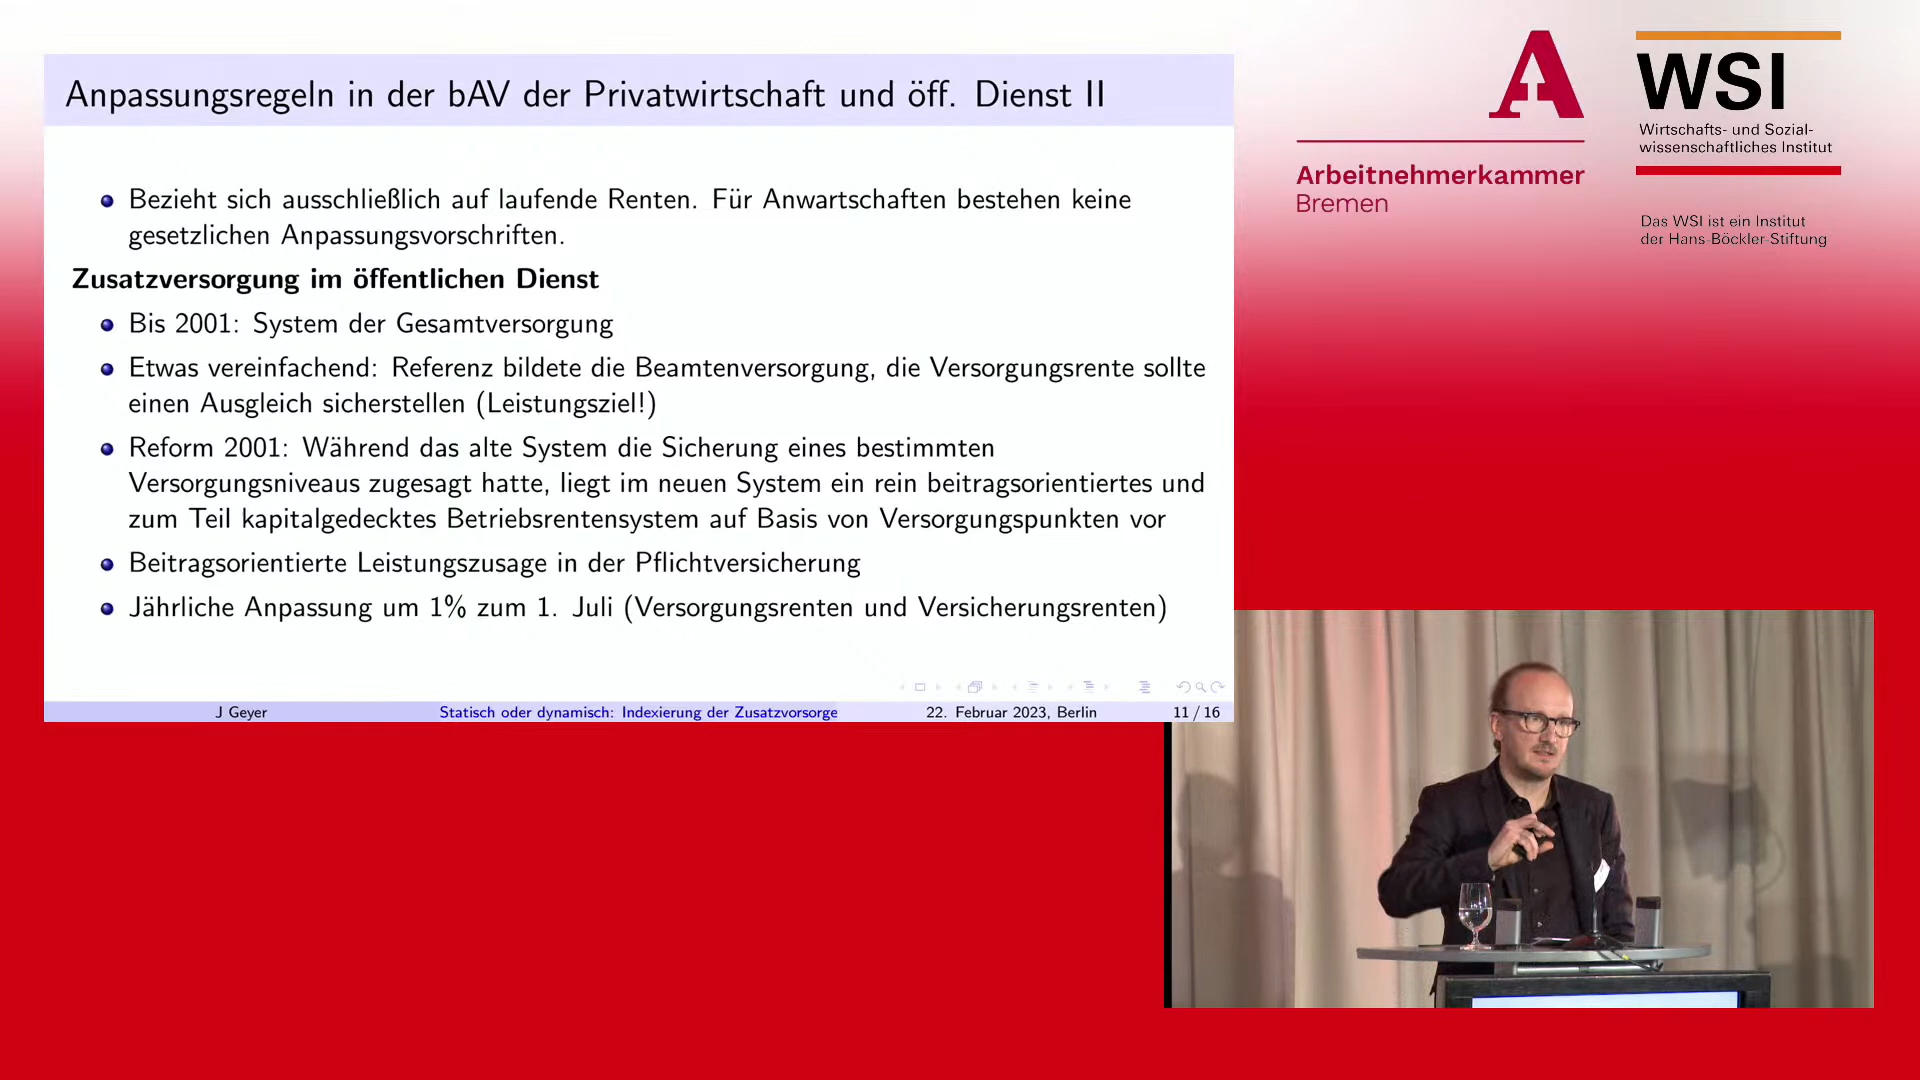 Anpassungsregeln in der bAV der Privatwirtschaft und öff. Dienst II
Bezieht sich ausschließlich auf laufende Renten. Für Anwartschaften bestehen keine
gesetzlichen Anpassungsvorschriften.
Zusatzversorgung im öffentlichen Dienst
Bis 2001: System der Gesamtversorgung
Etwas vereinfachend: Referenz bildete die Beamtenversorgung, die Versorgungsrente sollte
einen Ausgleich sicherstellen (Leistungsziel!)
Reform 2001: Während das alte System die Sicherung eines bestimmten
Versorgungsniveaus zugesagt hatte, liegt im neuen System ein rein beitragsorientiertes und
zum Teil kapitalgedecktes Betriebsrentensystem auf Basis von Versorgungspunkten vor
Beitragsorientierte Leistungszusage in der Pflichtversicherung
Jährliche Anpassung um 1% zum 1. Juli (Versorgungsrenten und Versicherungsrenten)
J Geyer
Statisch oder dynamisch: Indexierung der Zusatzvorsorge
22. Februar 2023, Berlin
11 / 16
A
Arbeitnehmerkammer
Bremen
WSI
Wirtschafts- und Sozial-
wissenschaftliches Institut
Das WSI ist ein Institut
der Hans-Böckler-Stiftung